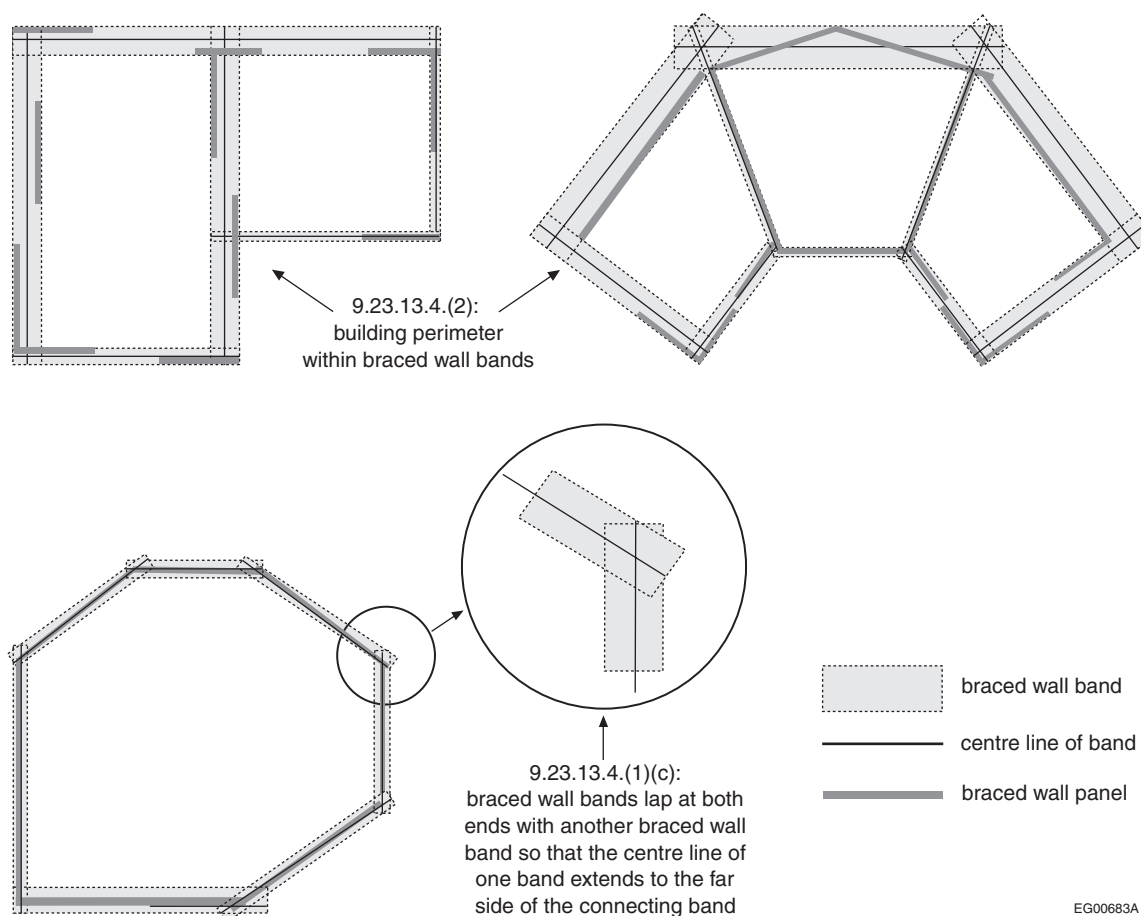 9.23.13.4.(2):
building perimeter
within braced wall bands
9.23.13.4.(1)(c):
braced wall bands lap at both
ends with another braced wall
band so that the centre line of
one band extends to the far
side of the connecting band
braced wall band
centre line of band
braced wall panel
EG00683A